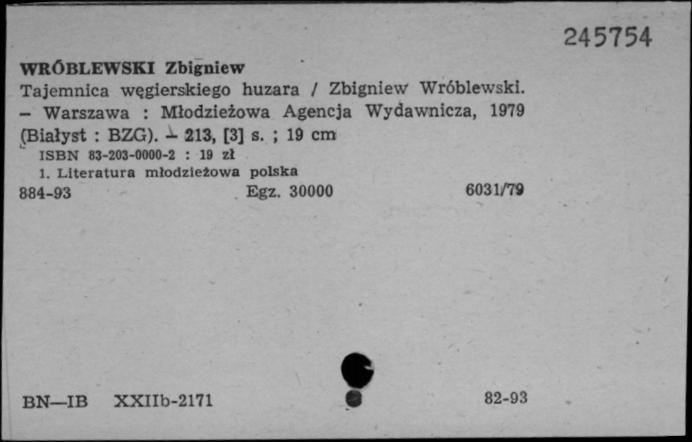 245754
WRÓBLEWSKI Zbigniew
Tajemnica węgierskiego huzara / Zbigniew Wróblewski.
— Warszawa : Młodzieżowa Agencja Wydawnicza, 1979
(Białyst : BZG). — 213, [3] s. ; 19 cm
ISBN 83-203-0000-2 : 19 zł
1. Literatura młodzieżowa polska
884-93 Egz. 30000 6031/79
BN—IB XXIIb-2171 82-93